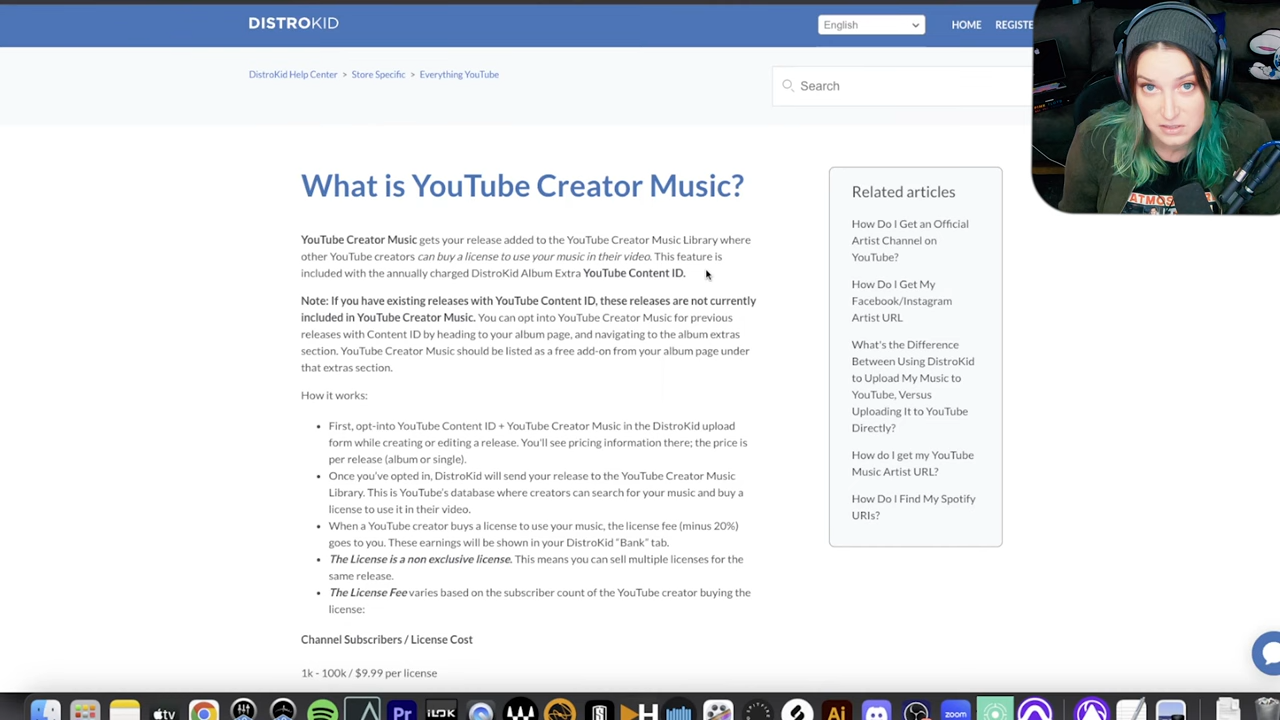 DISTROKID
English
HOME
REGISTE
DistroKid Help Center > Store Specific > Everything YouTube
Search
What is YouTube Creator Music?
YouTube Creator Music gets your release added to the YouTube Creator Music Library where
other YouTube creators can buy a license to use your music in their video. This feature is
included with the annually charged DistroKid Album Extra YouTube Content ID.
Note: If you have existing releases with YouTube Content ID, these releases are not currently
included in YouTube Creator Music. You can opt into YouTube Creator Music for previous
releases with Content ID by heading to your album page, and navigating to the album extras
section. YouTube Creator Music should be listed as a free add-on from your album page under
that extras section.
How it works:
• First, opt-into YouTube Content ID + YouTube Creator Music in the DistroKid upload
form while creating or editing a release. You'll see pricing information there; the price is
per release (album or single).
• Once you've opted in, DistroKid will send your release to the YouTube Creator Music
Library. This is YouTube's database where creators can search for your music and buy a
license to use it in their video.
• When a YouTube creator buys a license to use your music, the license fee (minus 20%)
goes to you. These earnings will be shown in your DistroKid "Bank" tab.
• The License is a non exclusive license. This means you can sell multiple licenses for the
same release.
• The License Fee varies based on the subscriber count of the YouTube creator buying the
license:
Channel Subscribers / License Cost
1k - 100k / $9.99 per license
Related articles
How Do I Get an Official
Artist Channel on
YouTube?
How Do I Get My
Facebook/Instagram
Artist URL
What's the Difference
Between Using DistroKid
to Upload My Music to
YouTube, Versus
Uploading It to YouTube
Directly?
How do I get my YouTube
Music Artist URL?
How Do I Find My Spotify
URIs?
ATMOS
tv
Pr
iLOK
H
Ai
zoom